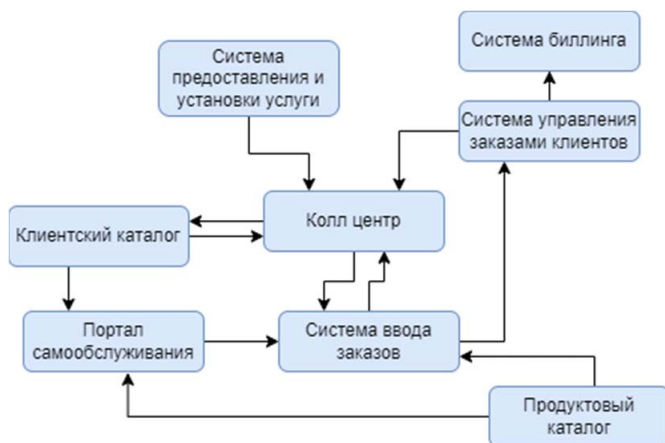 Система
предоставления и
установки услуги
Система биллинга
Система управления
заказами клиентов
Колл центр
Клиентский каталог
Портал
самообслуживания
Система ввода
заказов
Продуктовый
каталог